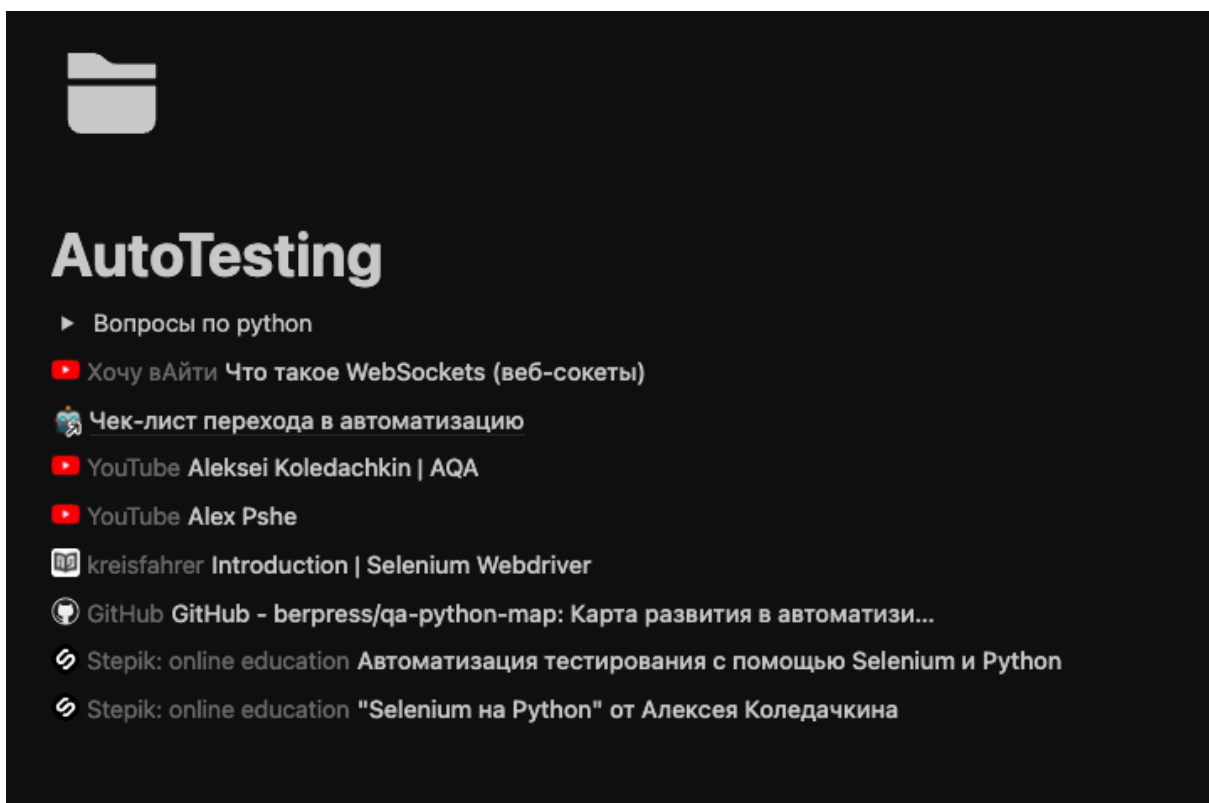 AutoTesting
Вопросы по python
Хочу вАйти Что такое WebSockets (веб-сокеты)
Чек-лист перехода в автоматизацию
YouTube Aleksei Koledachkin | AQA
YouTube Alex Pshe
kreisfahrer Introduction | Selenium Webdriver
GitHub GitHub - berpress/qa-python-map: Карта развития в автоматизи...
Stepik: online education Автоматизация тестирования с помощью Selenium и Python
Stepik: online education "Selenium на Python" от Алексея Коледачкина